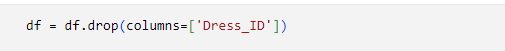 df = df.drop(columns=['Dress_ID'])